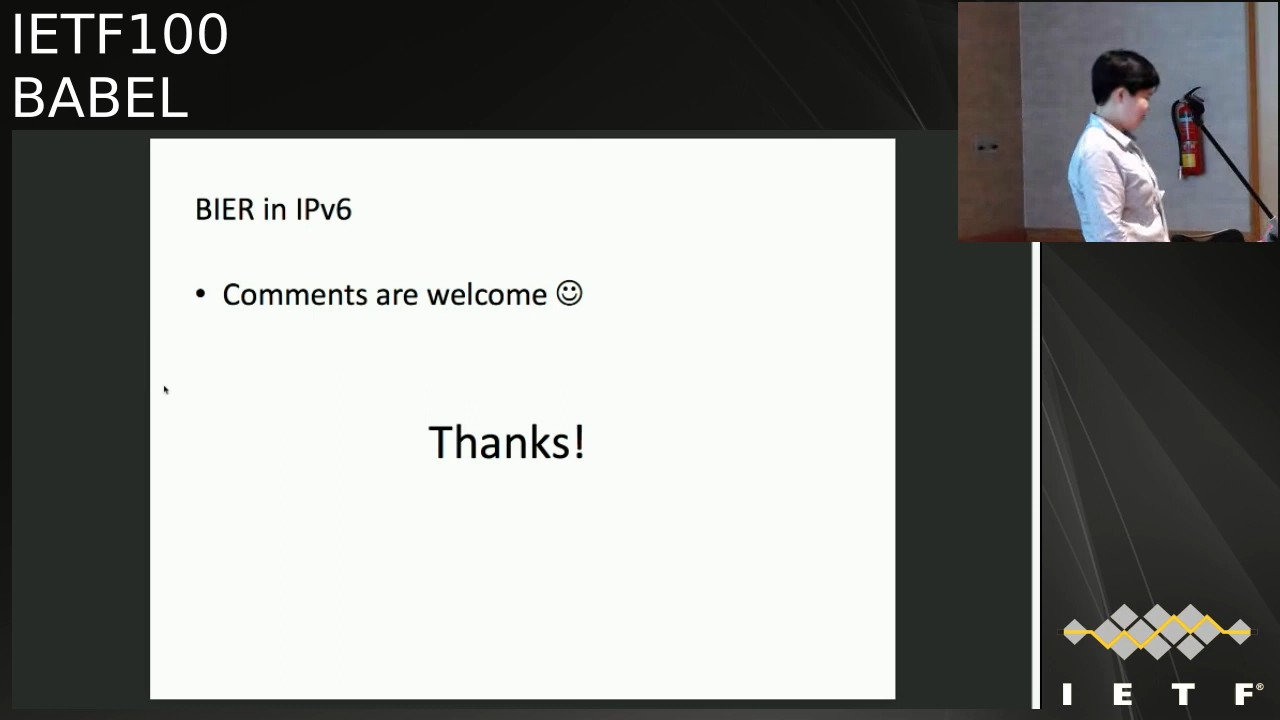 IETF100
BABEL
BIER in IPv6
• Comments are welcome ☺
Thanks!
I E T F®